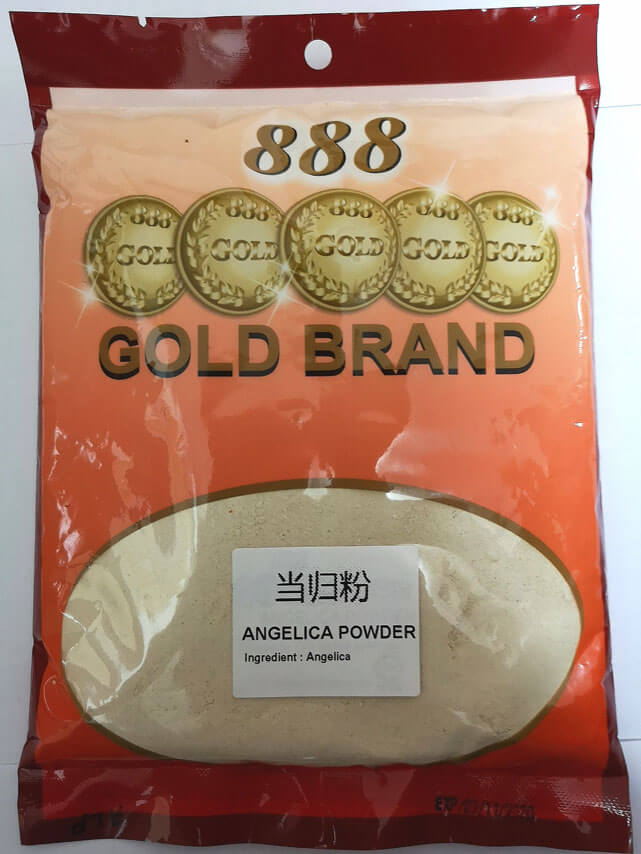 888
888 888 888 888 888
GOLD GOLD GOLD GOLD GOLD
GOLD BRAND
当归粉
ANGELICA POWDER
Ingredient : Angelica
EXP